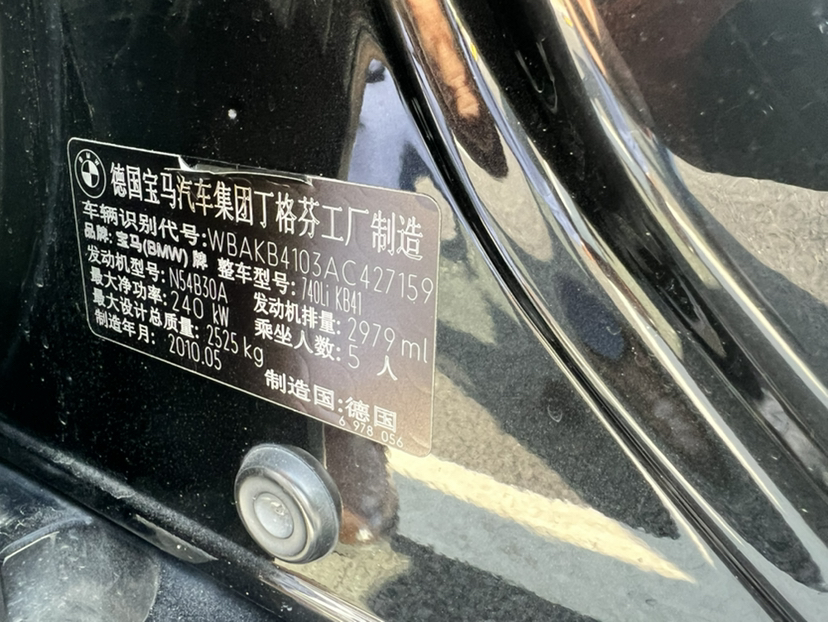 德国宝马汽车集团丁格芬工厂制造
车辆识别代号:WBAKB4103AC427159
品牌: 宝马(BMW) 牌 整车型号: 740Li KB41
发动机型号: N54B30A 发动机排量: 2979 ml
最大净功率: 240 kW 乘坐人数: 5 人
最大设计总质量: 2525 kg
制造年月: 2010.05
制造国:德国
6 978 056